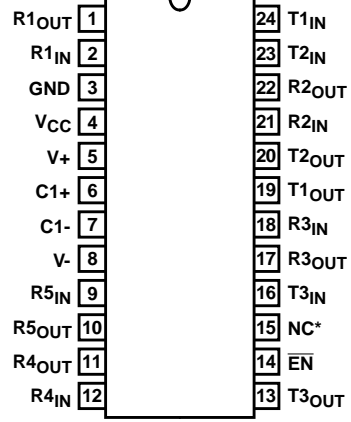 R1OUT 1 24 T1IN
R1IN 2 23 T2IN
GND 3 22 R2OUT
VCC 4 21 R2IN
V+ 5 20 T2OUT
C1+ 6 19 T1OUT
C1- 7 18 R3IN
V- 8 17 R3OUT
R5IN 9 16 T3IN
R5OUT 10 15 NC*
R4OUT 11 14 E̅N̅
R4IN 12 13 T3OUT